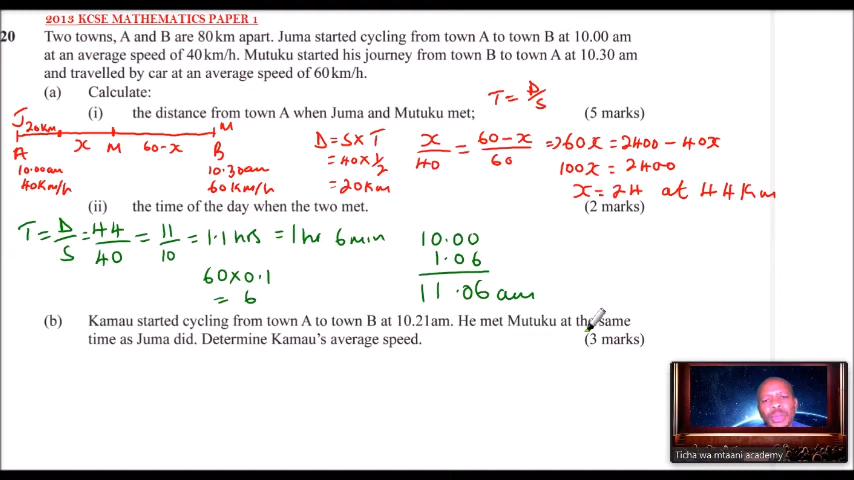 2013 KCSE MATHEMATICS PAPER 1
20 Two towns, A and B are 80 km apart. Juma started cycling from town A to town B at 10.00 am
at an average speed of 40 km/h. Mutuku started his journey from town B to town A at 10.30 am
and travelled by car at an average speed of 60 km/h.
(a) Calculate:
T = D/S
(i) the distance from town A when Juma and Mutuku met; (5 marks)
J 20km M
x M 60-x
A B
10.00am 10.30am
40km/h 60km/h
D = S x T
= 40 x 1/2
= 20km
x/40 = 60-x/60 => 60x = 2400 - 40x
100x = 2400
x = 24 at 44km
(ii) the time of the day when the two met. (2 marks)
T = D/S = 44/40 = 11/10 = 1.1 hrs = 1hr 6min
60 x 0.1
= 6
10.00
1.06
11.06am
(b) Kamau started cycling from town A to town B at 10.21am. He met Mutuku at the same
time as Juma did. Determine Kamau's average speed. (3 marks)
Ticha wa mtaani academy